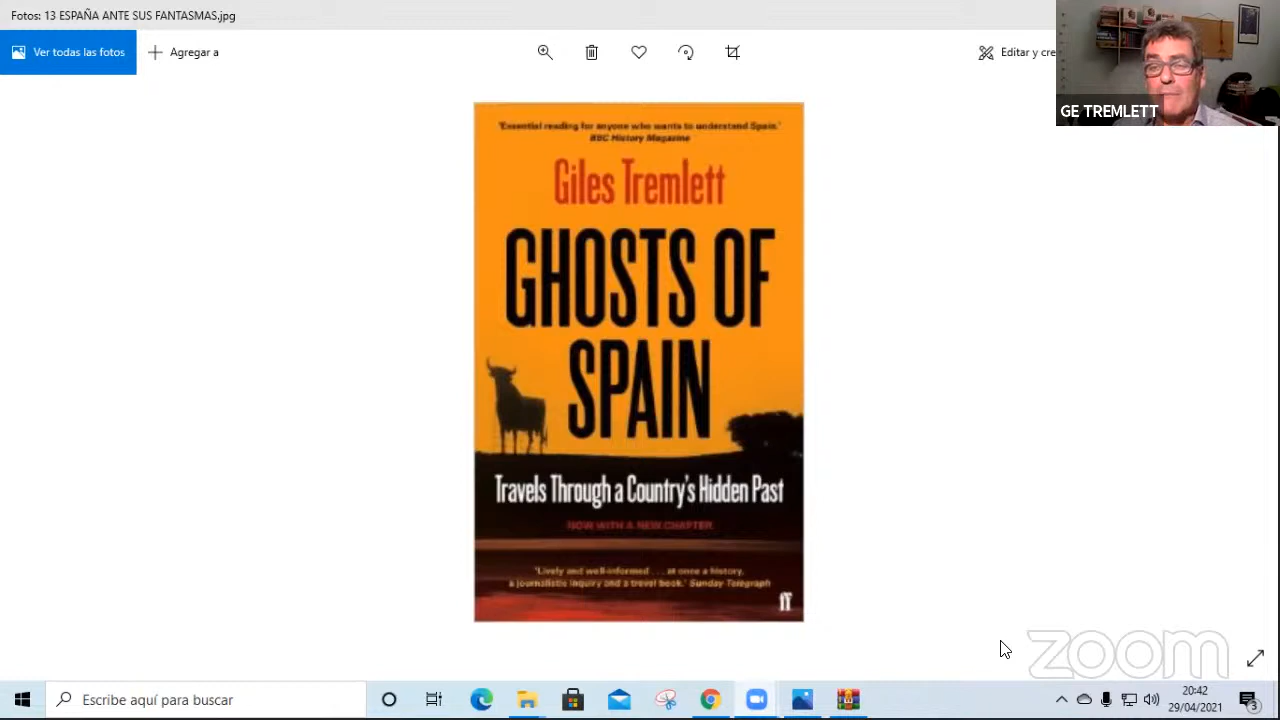 Fotos: 13 ESPAÑA ANTE SUS FANTASMAS.jpg
Ver todas las fotos
Agregar a
Editar y cre
GE TREMLETT
'Essential reading for anyone who wants to understand Spain.'
BBC History Magazine
Giles Tremlett
GHOSTS OF
SPAIN
Travels Through a Country's Hidden Past
NOW WITH A NEW CHAPTER
'Lively and well-informed . . . at once a history,
a journalistic inquiry and a travel book.' Sunday Telegraph
ff
zoom
Escribe aquí para buscar
20:42
29/04/2021
3